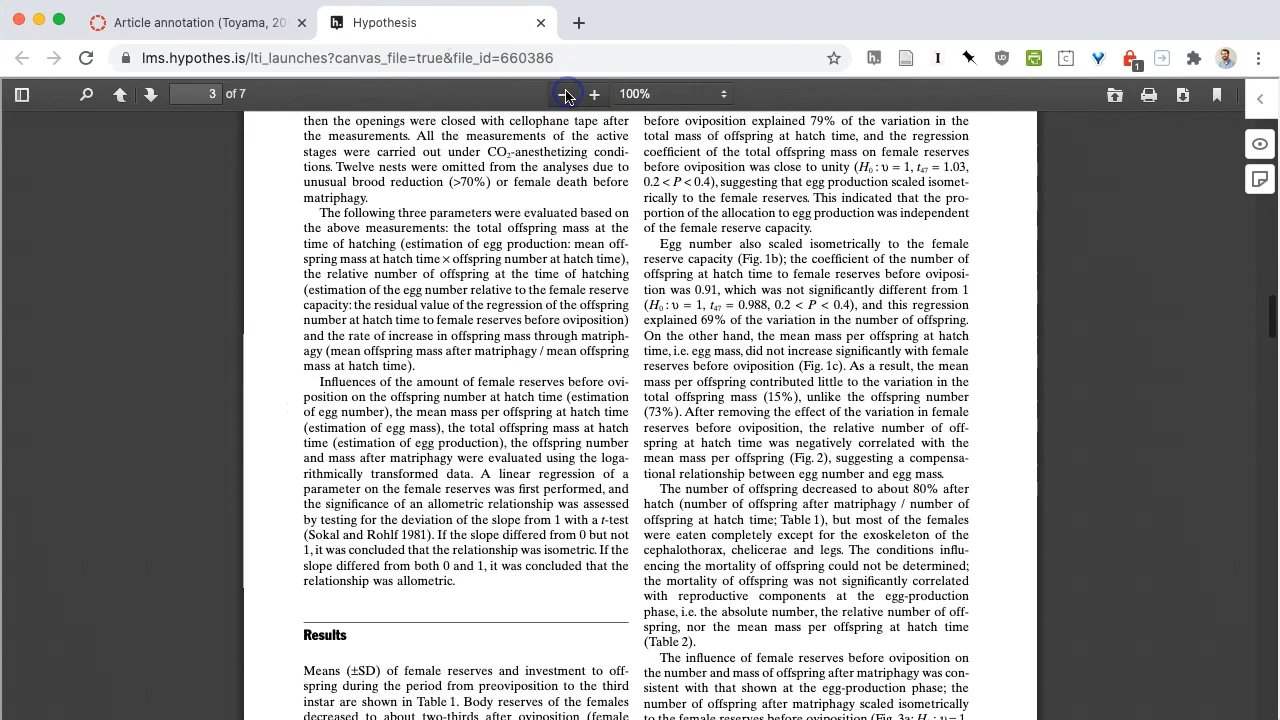 Article annotation (Toyama, 20
Hypothesis
lms.hypothes.is/lti_launches?canvas_file=true&file_id=660386
1
3 of 7
100%
then the openings were closed with cellophane tape after
the measurements. All the measurements of the active
stages were carried out under CO₂-anesthetizing condi-
tions. Twelve nests were omitted from the analyses due to
unusual brood reduction (>70%) or female death before
matriphagy.
The following three parameters were evaluated based on
the above measurements: the total offspring mass at the
time of hatching (estimation of egg production: mean off-
spring mass at hatch time × offspring number at hatch time),
the relative number of offspring at the time of hatching
(estimation of the egg number relative to the female reserve
capacity: the residual value of the regression of the offspring
number at hatch time to female reserves before oviposition)
and the rate of increase in offspring mass through matriph-
agy (mean offspring mass after matriphagy / mean offspring
mass at hatch time).
Influences of the amount of female reserves before ovi-
position on the offspring number at hatch time (estimation
of egg number), the mean mass per offspring at hatch time
(estimation of egg mass), the total offspring mass at hatch
time (estimation of egg production), the offspring number
and mass after matriphagy were evaluated using the loga-
rithmically transformed data. A linear regression of a
parameter on the female reserves was first performed, and
the significance of an allometric relationship was assessed
by testing for the deviation of the slope from 1 with a t-test
(Sokal and Rohlf 1981). If the slope differed from 0 but not
1, it was concluded that the relationship was isometric. If the
slope differed from both 0 and 1, it was concluded that the
relationship was allometric.
Results
Means (±SD) of female reserves and investment to off-
spring during the period from preoviposition to the third
instar are shown in Table 1. Body reserves of the females
decreased to about two-thirds after oviposition (female
before oviposition explained 79% of the variation in the
total mass of offspring at hatch time, and the regression
coefficient of the total offspring mass on female reserves
before oviposition was close to unity (H₀ : υ = 1, t₄₇ = 1.03,
0.2 < P < 0.4), suggesting that egg production scaled isomet-
rically to the female reserves. This indicated that the pro-
portion of the allocation to egg production was independent
of the female reserve capacity.
Egg number also scaled isometrically to the female
reserve capacity (Fig. 1b); the coefficient of the number of
offspring at hatch time to female reserves before oviposi-
tion was 0.91, which was not significantly different from 1
(H₀ : υ = 1, t₄₇ = 0.988, 0.2 < P < 0.4), and this regression
explained 69% of the variation in the number of offspring.
On the other hand, the mean mass per offspring at hatch
time, i.e. egg mass, did not increase significantly with female
reserves before oviposition (Fig. 1c). As a result, the mean
mass per offspring contributed little to the variation in the
total offspring mass (15%), unlike the offspring number
(73%). After removing the effect of the variation in female
reserves before oviposition, the relative number of off-
spring at hatch time was negatively correlated with the
mean mass per offspring (Fig. 2), suggesting a compensa-
tional relationship between egg number and egg mass.
The number of offspring decreased to about 80% after
hatch (number of offspring after matriphagy / number of
offspring at hatch time; Table 1), but most of the females
were eaten completely except for the exoskeleton of the
cephalothorax, chelicerae and legs. The conditions influ-
encing the mortality of offspring could not be determined;
the mortality of offspring was not significantly correlated
with reproductive components at the egg-production
phase, i.e. the absolute number, the relative number of off-
spring, nor the mean mass per offspring at hatch time
(Table 2).
The influence of female reserves before oviposition on
the number and mass of offspring after matriphagy was con-
sistent with that shown at the egg-production phase; the
number of offspring after matriphagy scaled isometrically
to the female reserves before oviposition (Fig. 3a; H₀ : υ = 1,